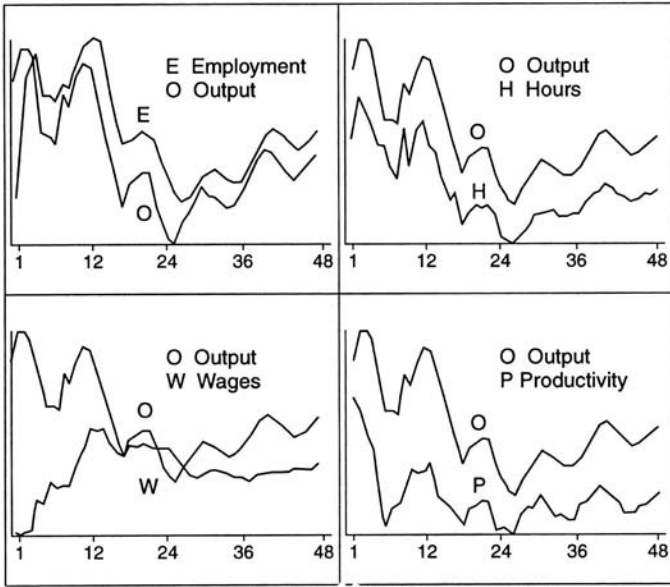 E Employment
O Output
E
O
1 12 24 36 48
O Output
H Hours
O
H
1 12 24 36 48
O Output
W Wages
O
W
1 12 24 36 48
O Output
P Productivity
O
P
1 12 24 36 48